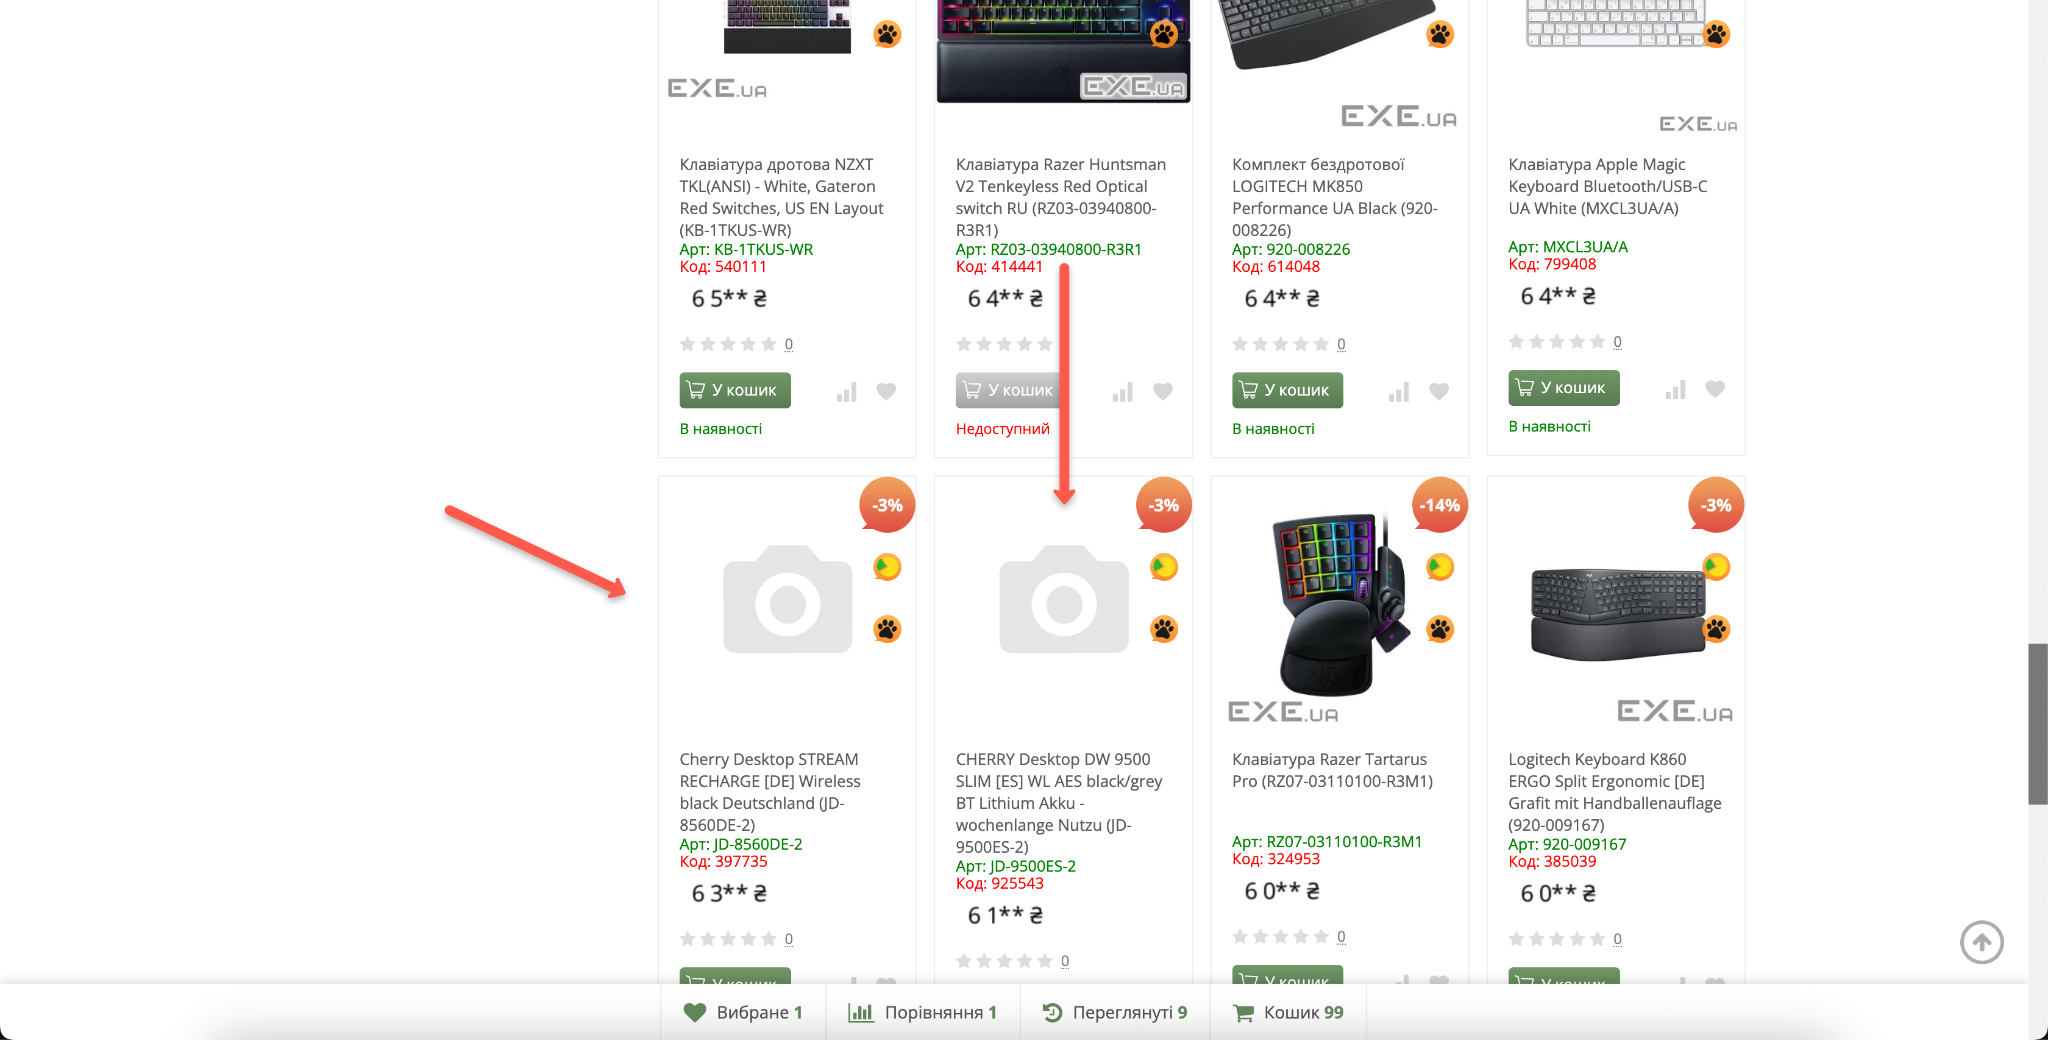 EXE.UA
EXE.UA
EXE.UA
EXE.UA
Клавіатура дротова NZXT
TKL(ANSI) - White, Gateron
Red Switches, US EN Layout
(KB-1TKUS-WR)
Арт: KB-1TKUS-WR
Код: 540111
6 5** ₴
0
У кошик
В наявності
Клавіатура Razer Huntsman
V2 Tenkeyless Red Optical
switch RU (RZ03-03940800-
R3R1)
Арт: RZ03-03940800-R3R1
Код: 414441
6 4** ₴
У кошик
Недоступний
Комплект бездротової
LOGITECH MK850
Performance UA Black (920-
008226)
Арт: 920-008226
Код: 614048
6 4** ₴
0
У кошик
В наявності
Клавіатура Apple Magic
Keyboard Bluetooth/USB-C
UA White (MXCL3UA/A)
Арт: MXCL3UA/A
Код: 799408
6 4** ₴
0
У кошик
В наявності
-3%
Cherry Desktop STREAM
RECHARGE [DE] Wireless
black Deutschland (JD-
8560DE-2)
Арт: JD-8560DE-2
Код: 397735
6 3** ₴
0
У кошик
-3%
CHERRY Desktop DW 9500
SLIM [ES] WL AES black/grey
BT Lithium Akku -
wochenlange Nutzu (JD-
9500ES-2)
Арт: JD-9500ES-2
Код: 925543
6 1** ₴
0
-14%
EXE.UA
Клавіатура Razer Tartarus
Pro (RZ07-03110100-R3M1)
Арт: RZ07-03110100-R3M1
Код: 324953
6 0** ₴
0
У кошик
-3%
EXE.UA
Logitech Keyboard K860
ERGO Split Ergonomic [DE]
Grafit mit Handballenauflage
(920-009167)
Арт: 920-009167
Код: 385039
6 0** ₴
0
У кошик
Вибране 1
Порівняння 1
Переглянуті 9
Кошик 99